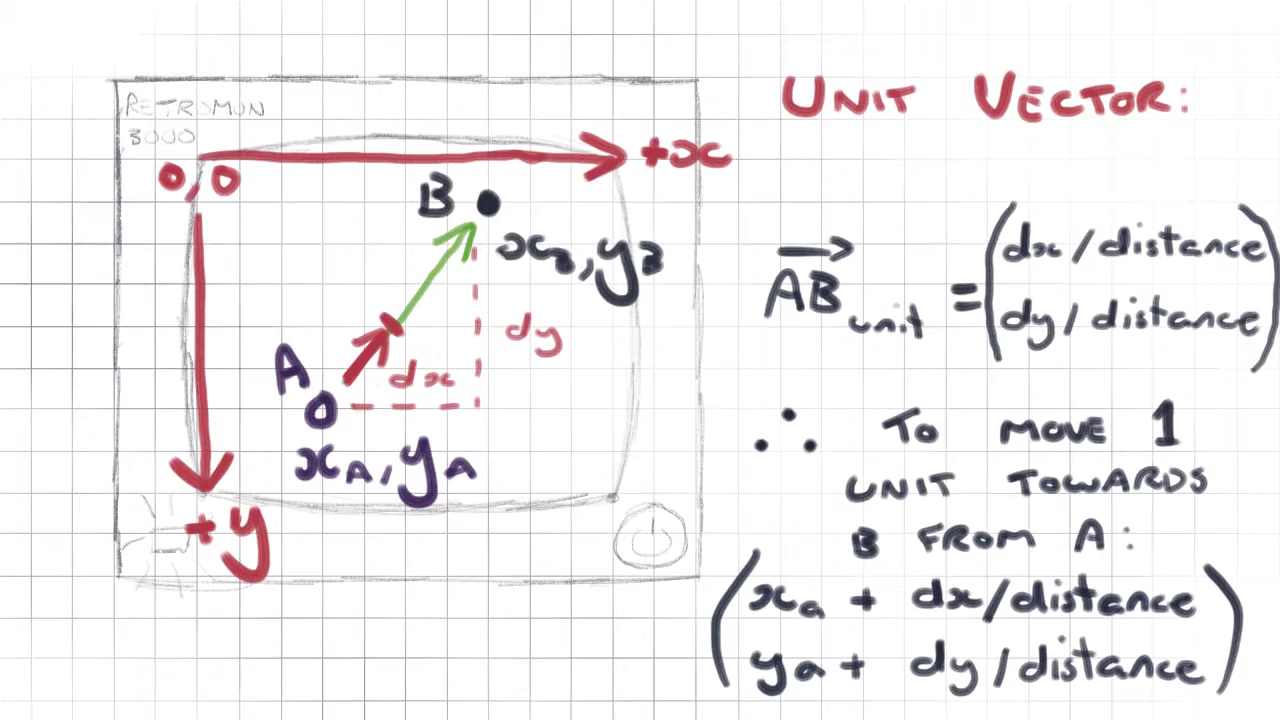 RETROMON
3000
0,0
+x
B
xB,yB
dy
A
dx
xA,yA
+y
UNIT VECTOR:
AB unit = (dx/distance
dy/distance)
∴ TO MOVE 1
UNIT TOWARDS
B FROM A:
(xa + dx/distance
ya + dy/distance)